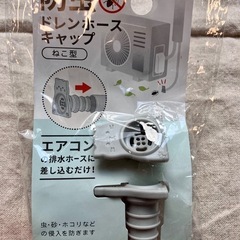 防虫
ドレンホース
キャップ
ねこ型
エアコン
の排水ホースに
差し込むだけ!
虫・砂・ホコリなど
の侵入を防ぎます